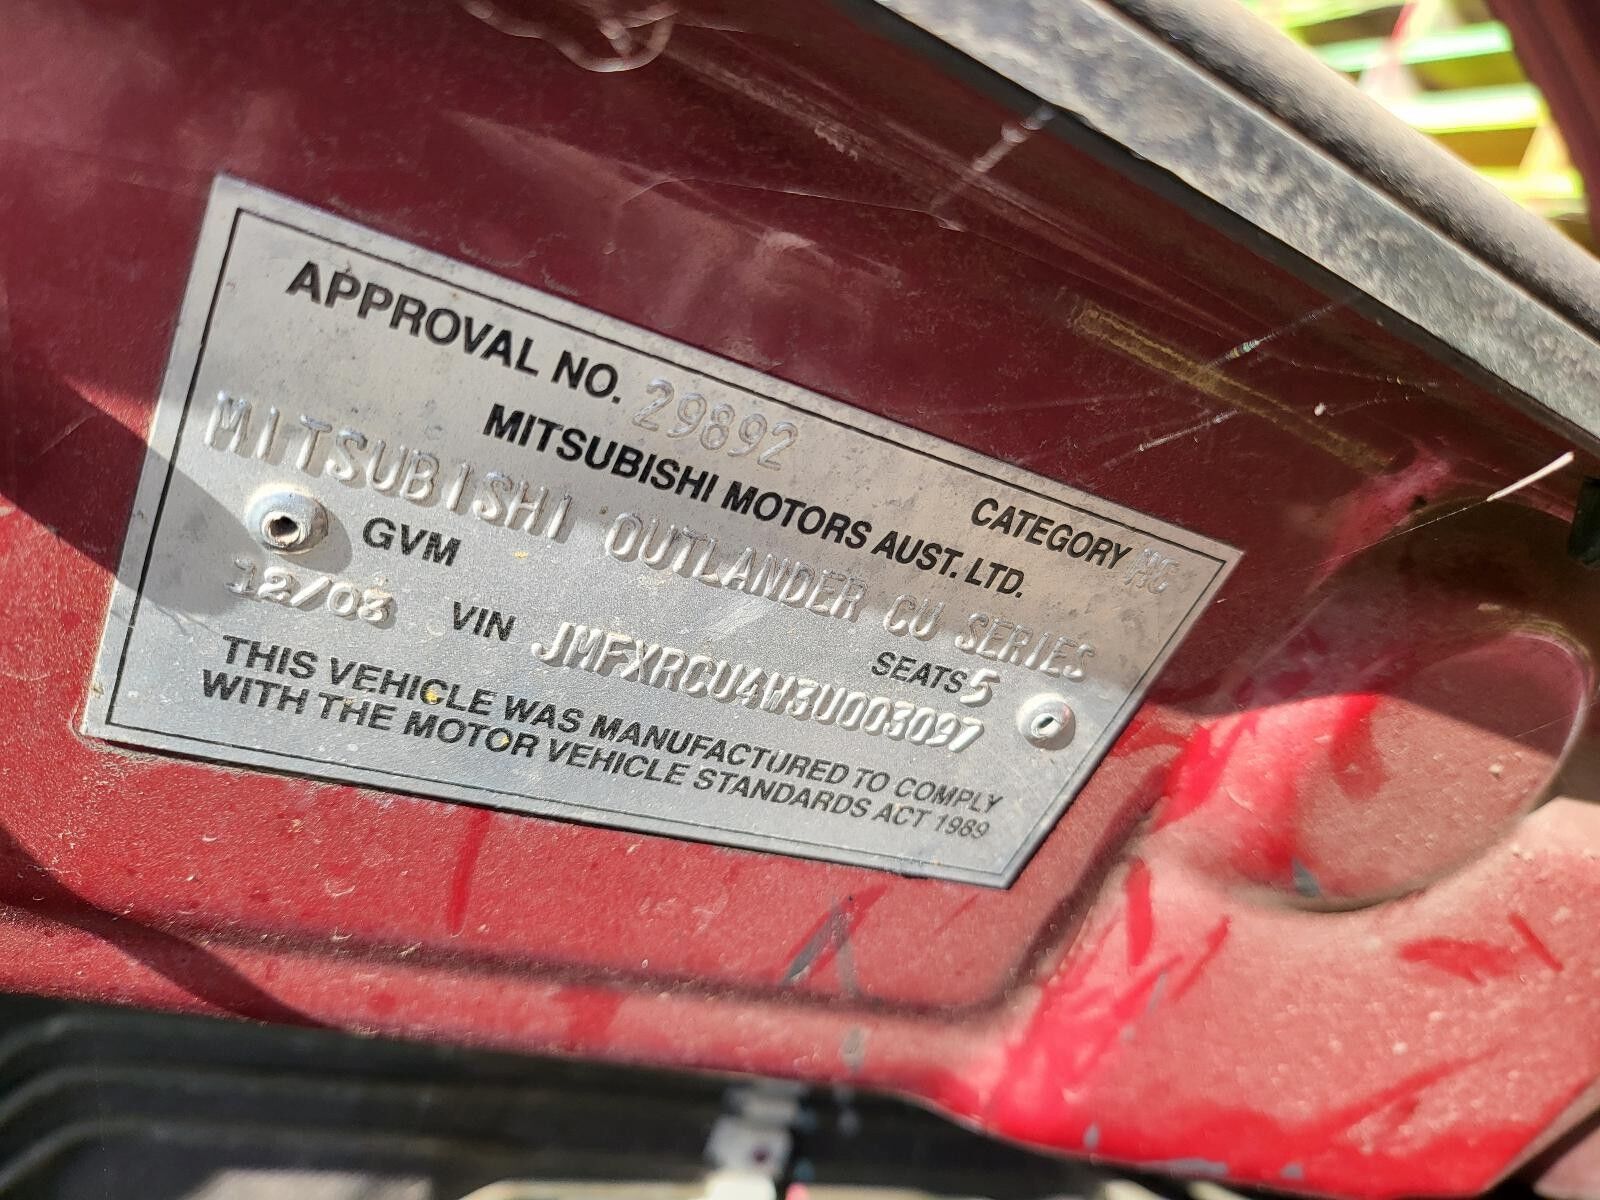 APPROVAL NO. 29892
CATEGORY MC
MITSUBISHI MOTORS AUST. LTD.
MITSUBISHI OUTLANDER CU SERIES
GVM
SEATS 5
12/03 VIN JMFXRCU4H3U003097
THIS VEHICLE WAS MANUFACTURED TO COMPLY
WITH THE MOTOR VEHICLE STANDARDS ACT 1989